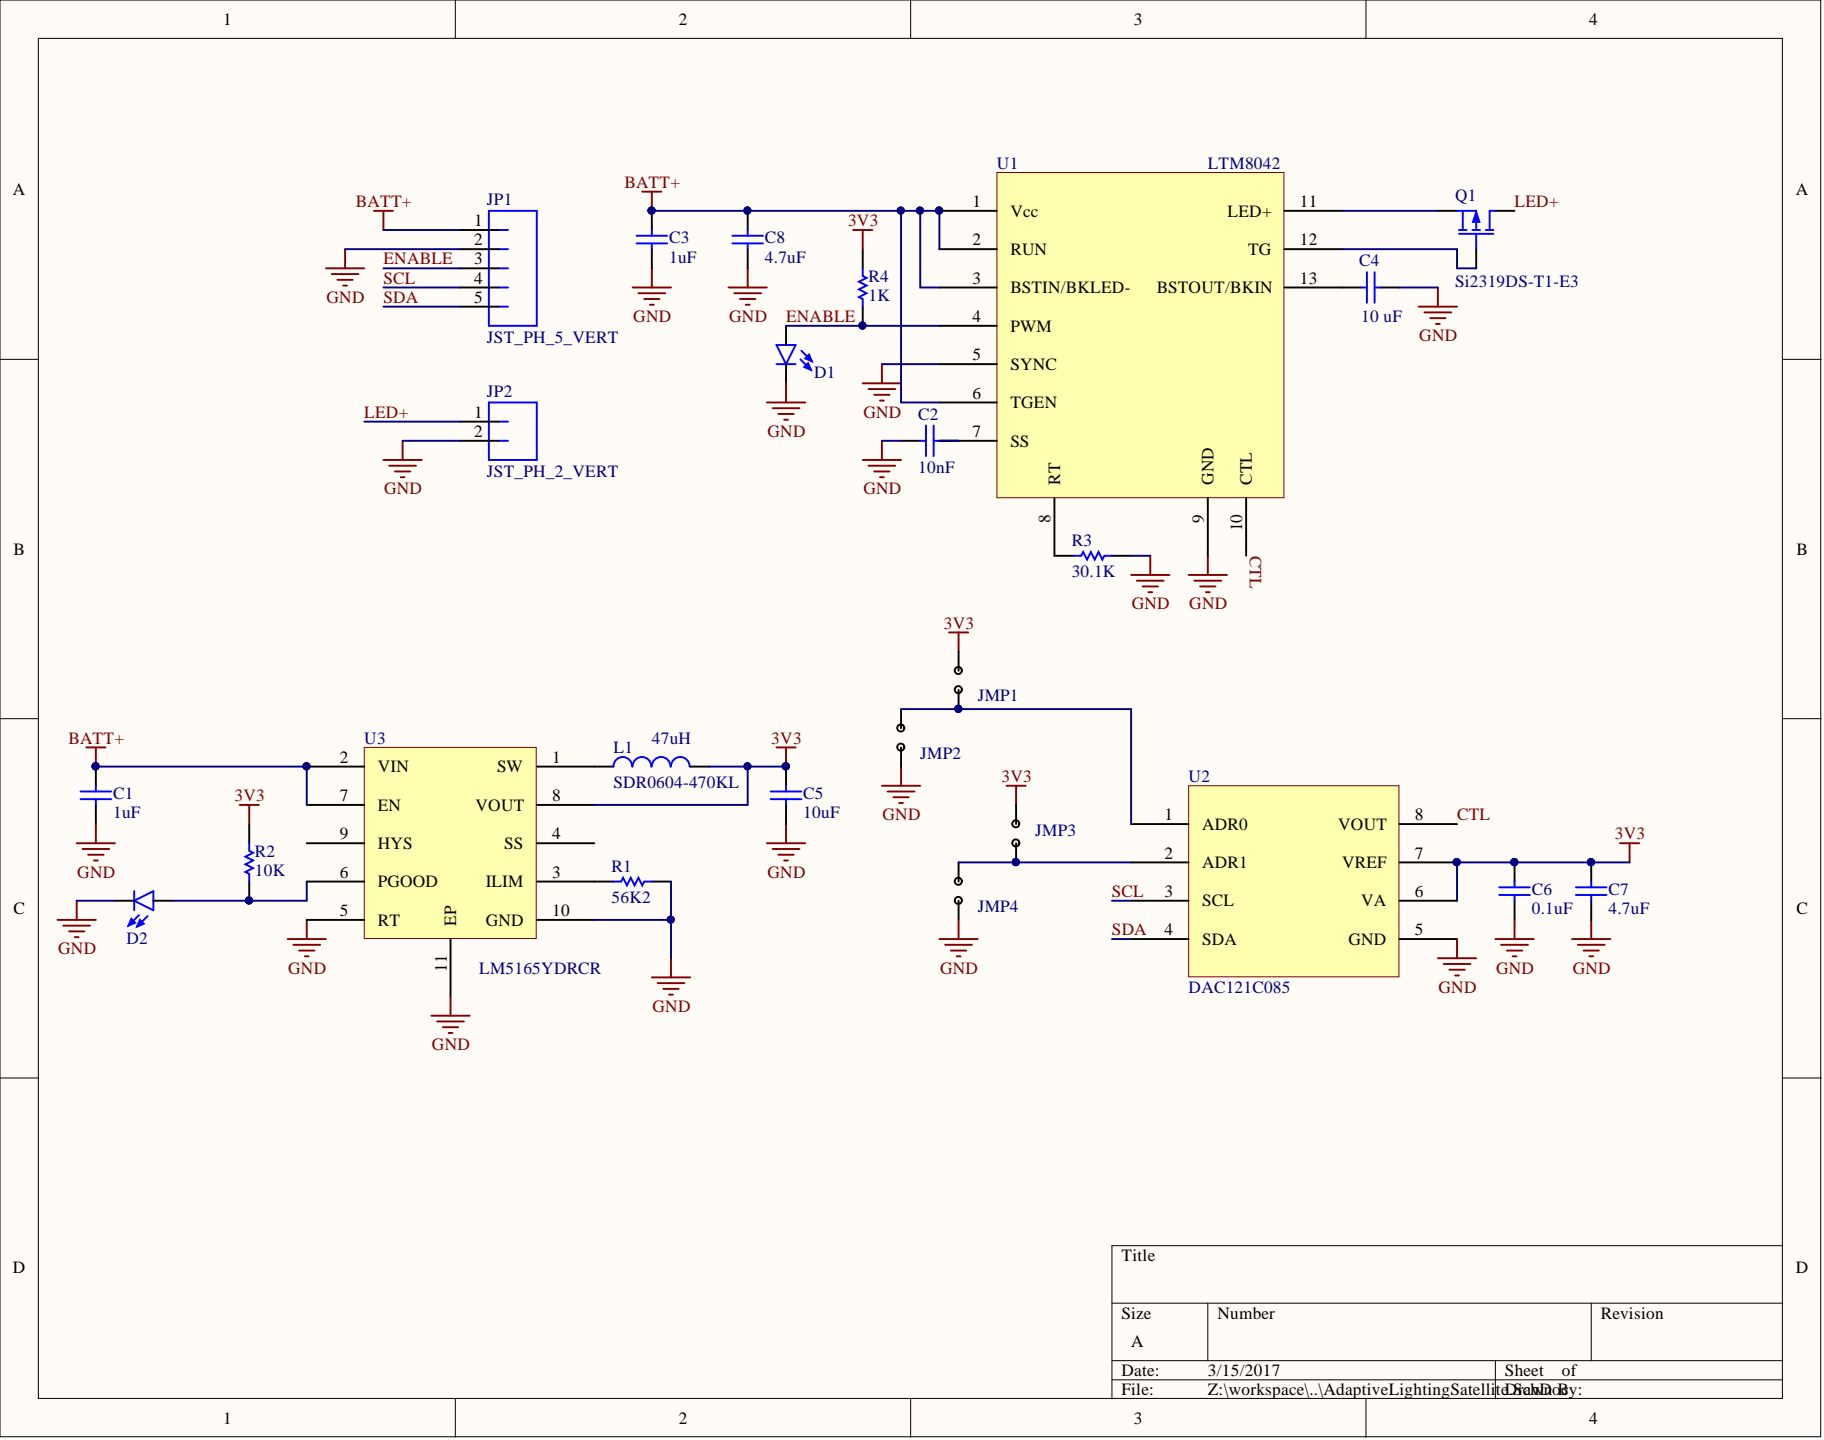 1 2 3 4
A A
B B
C C
D D
U1 LTM8042
1 Vcc
2 RUN
3 BSTIN/BKLED-
4 PWM
5 SYNC
6 TGEN
7 SS
LED+ 11
TG 12
BSTOUT/BKIN 13
RT 8
GND 9
CTL 10
CTL
Q1 LED+
Si2319DS-T1-E3
C4
10 uF
GND
BATT+
C3
1uF
GND
C8
4.7uF
GND
3V3
R4
1K
ENABLE
D1
GND
GND
C2
10nF
GND
R3
30.1K
GND
GND
JP1
BATT+
1
2
ENABLE 3
SCL 4
SDA 5
GND
JST_PH_5_VERT
JP2
LED+ 1
2
GND
JST_PH_2_VERT
3V3
JMP1
JMP2
GND
3V3
JMP3
JMP4
GND
BATT+
C1
1uF
GND
3V3
R2
10K
D2
GND
U3
2 VIN
7 EN
9 HYS
6 PGOOD
5 RT
GND
SW 1
VOUT 8
SS 4
ILIM 3
GND 10
EP
11
GND
LM5165YDRCR
L1 47uH
SDR0604-470KL
3V3
C5
10uF
GND
R1
56K2
GND
U2
1 ADR0
2 ADR1
SCL 3 SCL
SDA 4 SDA
VOUT 8 CTL
VREF 7
VA 6
GND 5
DAC121C085
GND
3V3
C6
0.1uF
GND
C7
4.7uF
GND
Title
Size Number Revision
A
Date: 3/15/2017 Sheet of
File: Z:\workspace\..\AdaptiveLightingSatellite.SchDoc Drawn By:
1 2 3 4